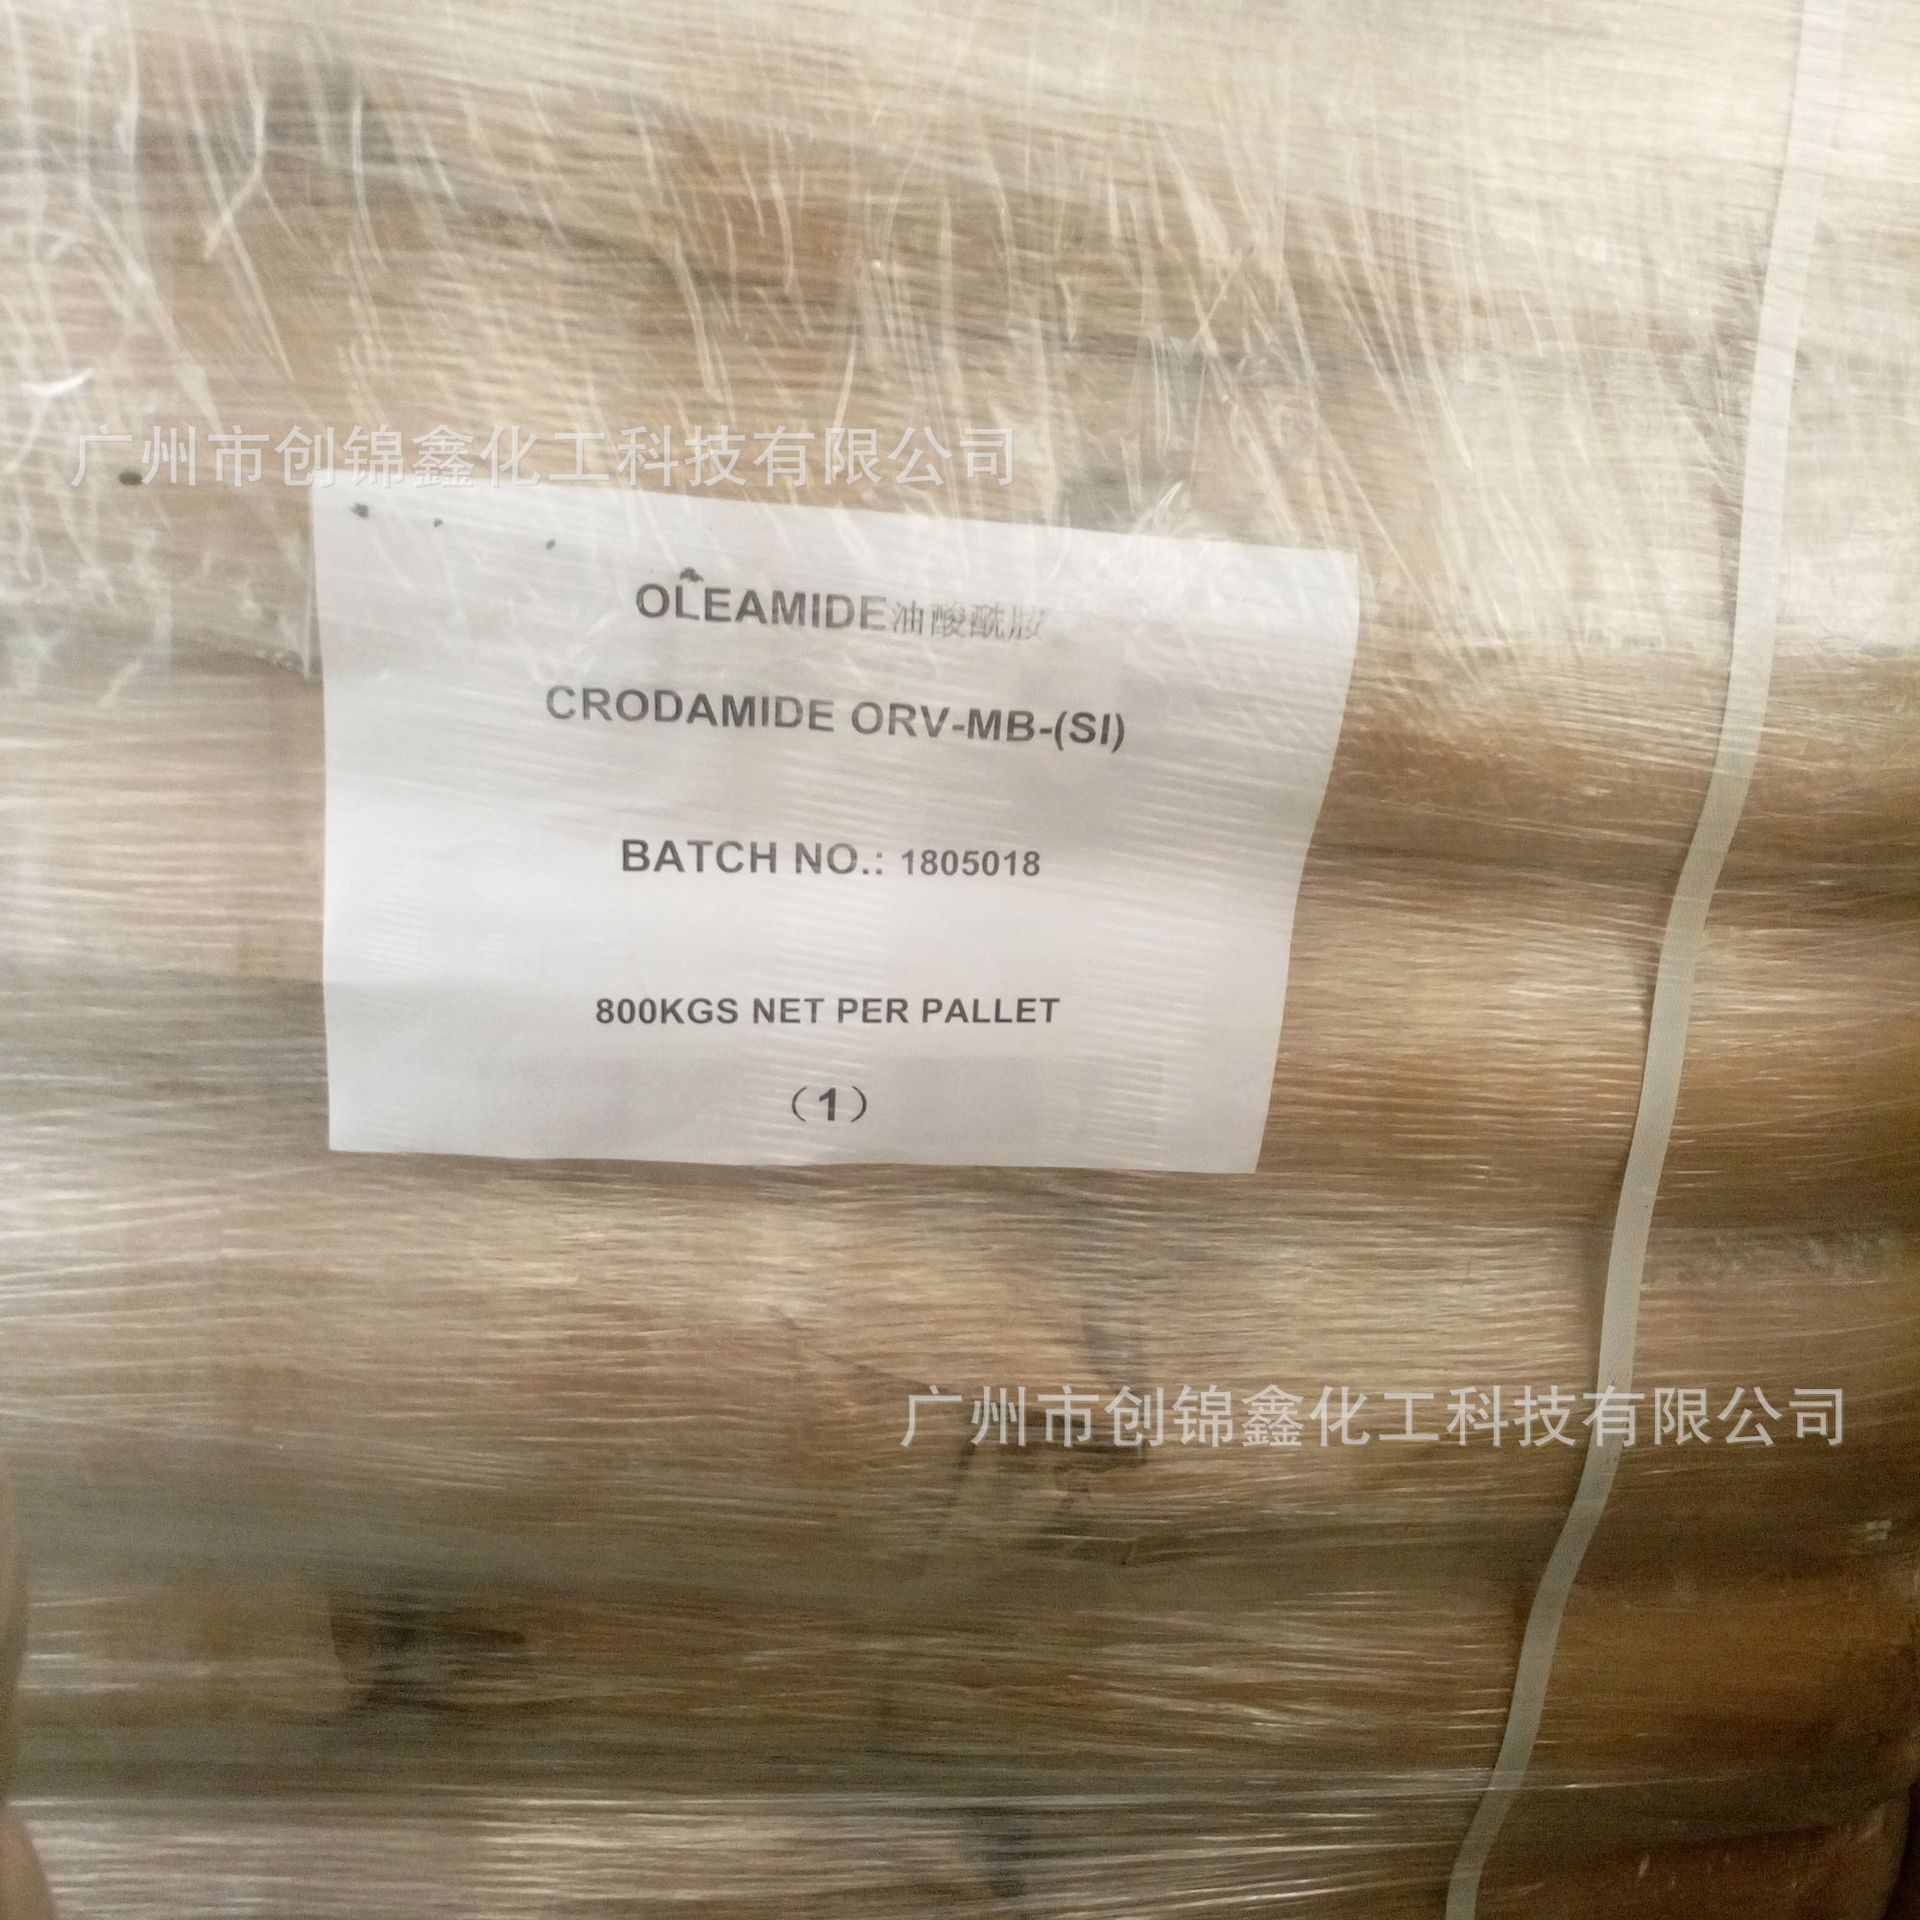 广州市创锦鑫化工科技有限公司
OLEAMIDE油酸酰胺
CRODAMIDE ORV-MB-(SI)
BATCH NO.: 1805018
800KGS NET PER PALLET
（1）
广州市创锦鑫化工科技有限公司